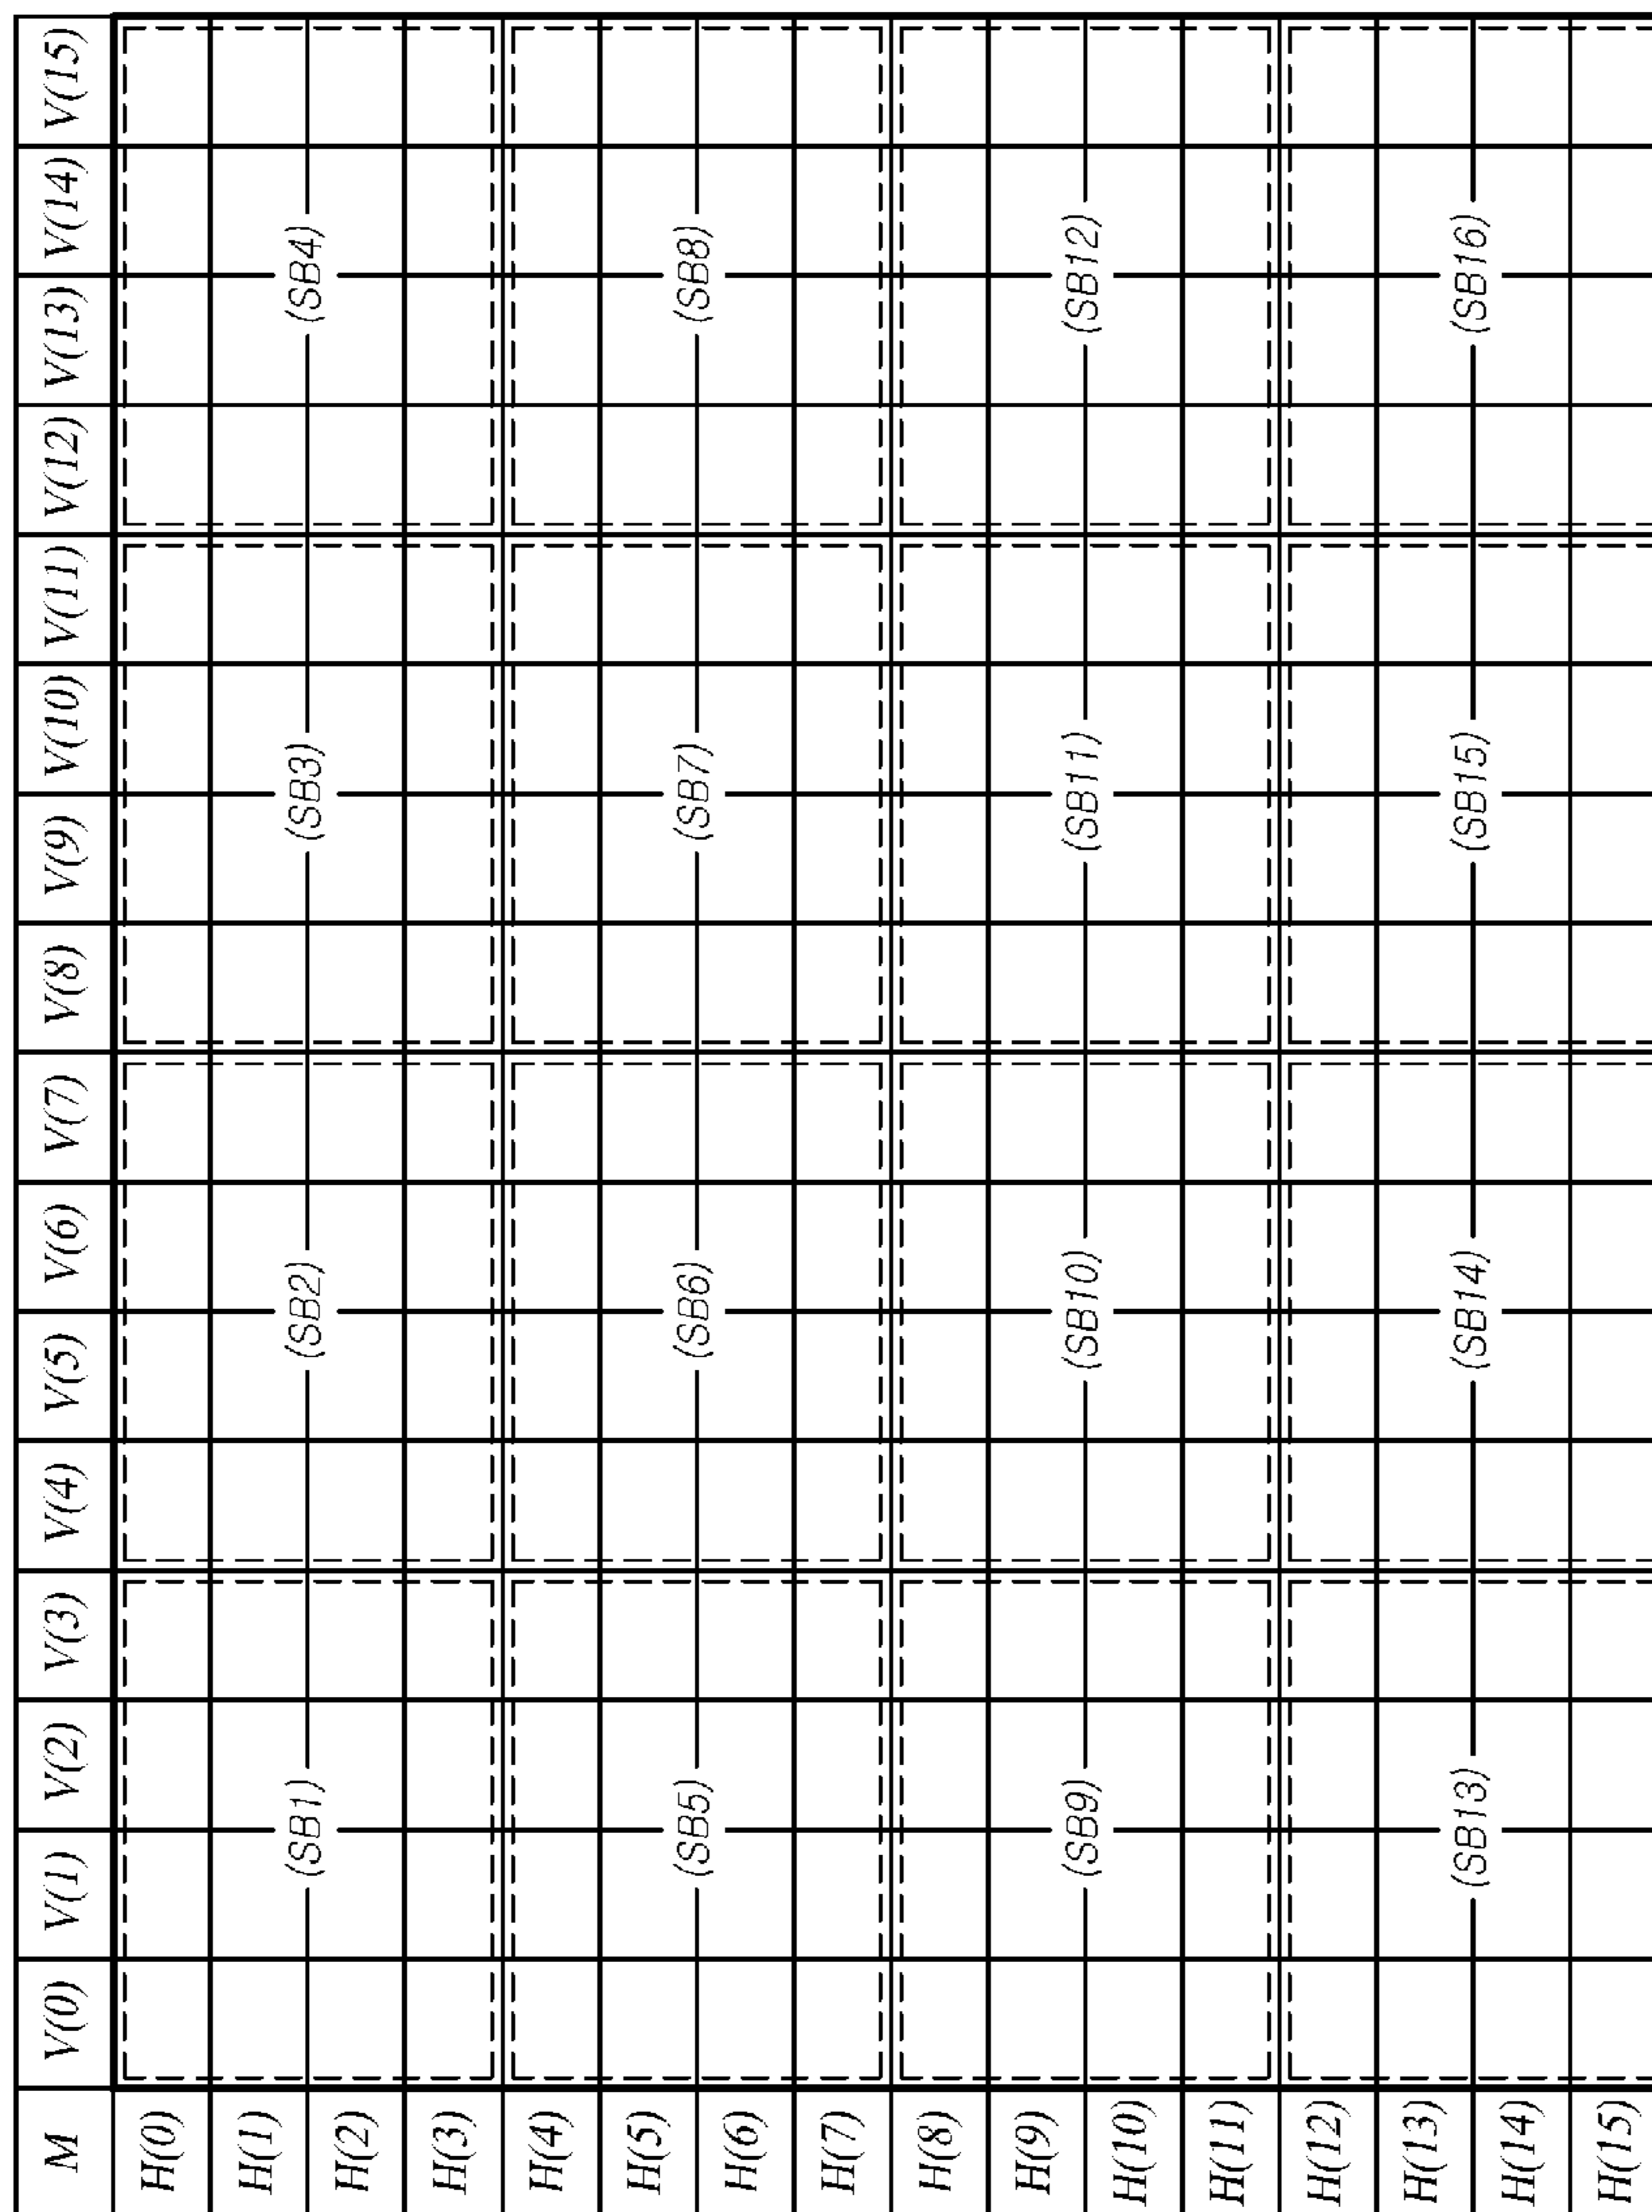 M V(0) V(1) V(2) V(3) V(4) V(5) V(6) V(7) V(8) V(9) V(10) V(11) V(12) V(13) V(14) V(15)
H(0)
H(1)
(SB1) (SB2) (SB3) (SB4)
H(2)
H(3)
H(4)
H(5)
(SB5) (SB6) (SB7) (SB8)
H(6)
H(7)
H(8)
H(9)
(SB9) (SB10) (SB11) (SB12)
H(10)
H(11)
H(12)
H(13)
(SB13) (SB14) (SB15) (SB16)
H(14)
H(15)